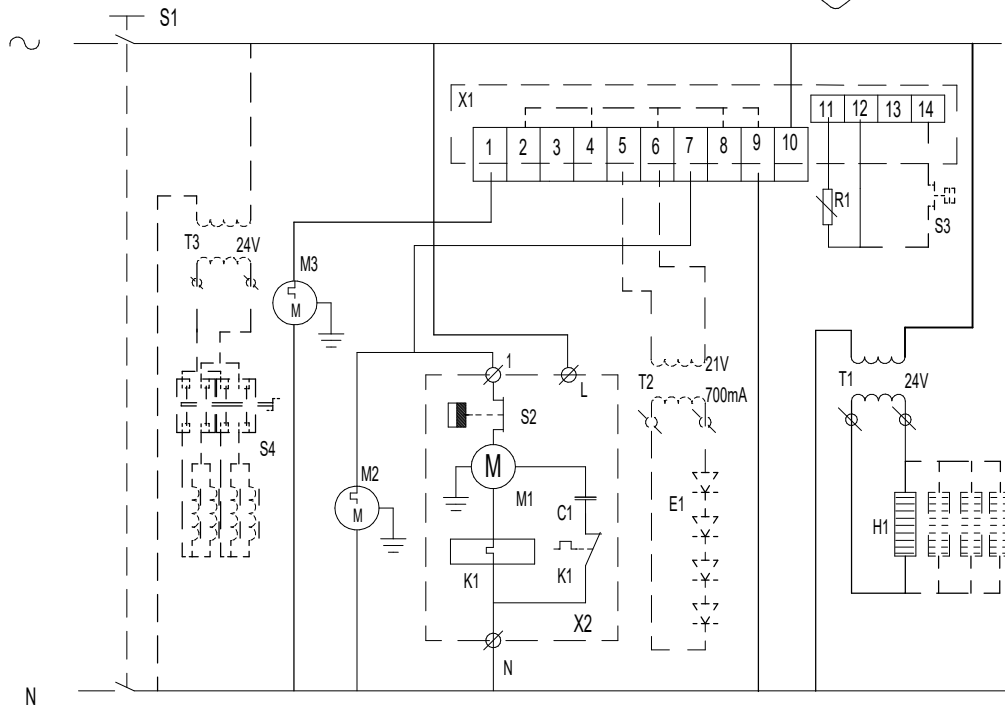 S1
~
X1
1 2 3 4 5 6 7 8 9 10
11 12 13 14
R1
S3
T3 24V
M3
M
1
L
T2 21V
700mA
T1 24V
S4
S2
M2
M
M
M1
C1
E1
H1
K1
K1
X2
N
N